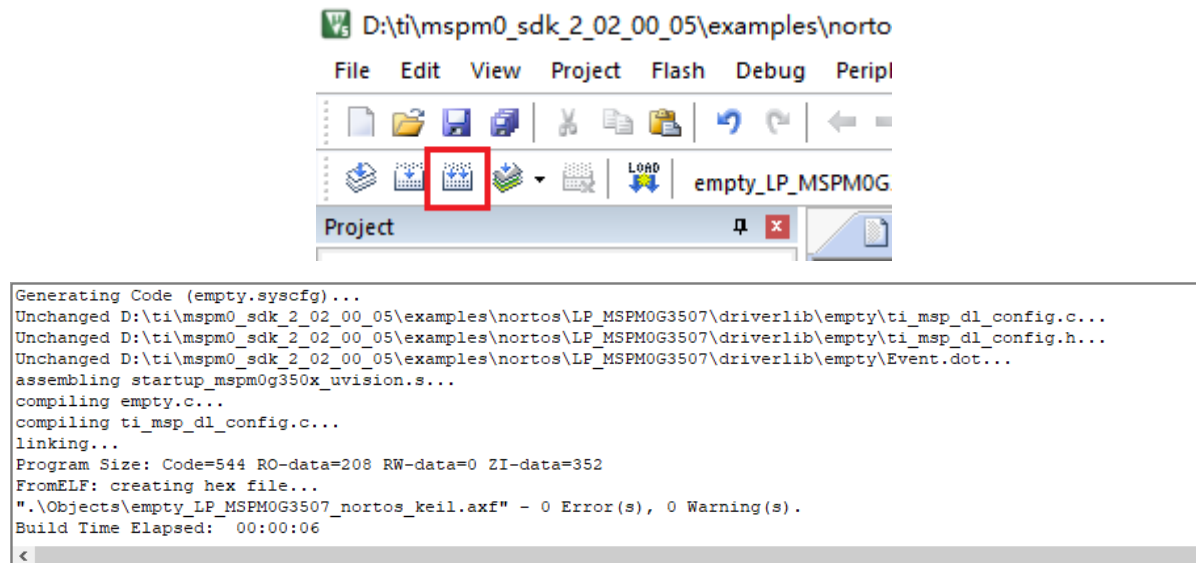 D:\ti\mspm0_sdk_2_02_00_05\examples\norto
File Edit View Project Flash Debug
LOAD
empty_LP_MSPM0G
Project
Generating Code (empty.syscfg)...
Unchanged D:\ti\mspm0_sdk_2_02_00_05\examples\nortos\LP_MSPM0G3507\driverlib\empty\ti_msp_dl_config.c...
Unchanged D:\ti\mspm0_sdk_2_02_00_05\examples\nortos\LP_MSPM0G3507\driverlib\empty\ti_msp_dl_config.h...
Unchanged D:\ti\mspm0_sdk_2_02_00_05\examples\nortos\LP_MSPM0G3507\driverlib\empty\Event.dot...
assembling startup_mspm0g350x_uvision.s...
compiling empty.c...
compiling ti_msp_dl_config.c...
linking...
Program Size: Code=544 RO-data=208 RW-data=0 ZI-data=352
FromELF: creating hex file...
".\Objects\empty_LP_MSPM0G3507_nortos_keil.axf" - 0 Error(s), 0 Warning(s).
Build Time Elapsed:  00:00:06